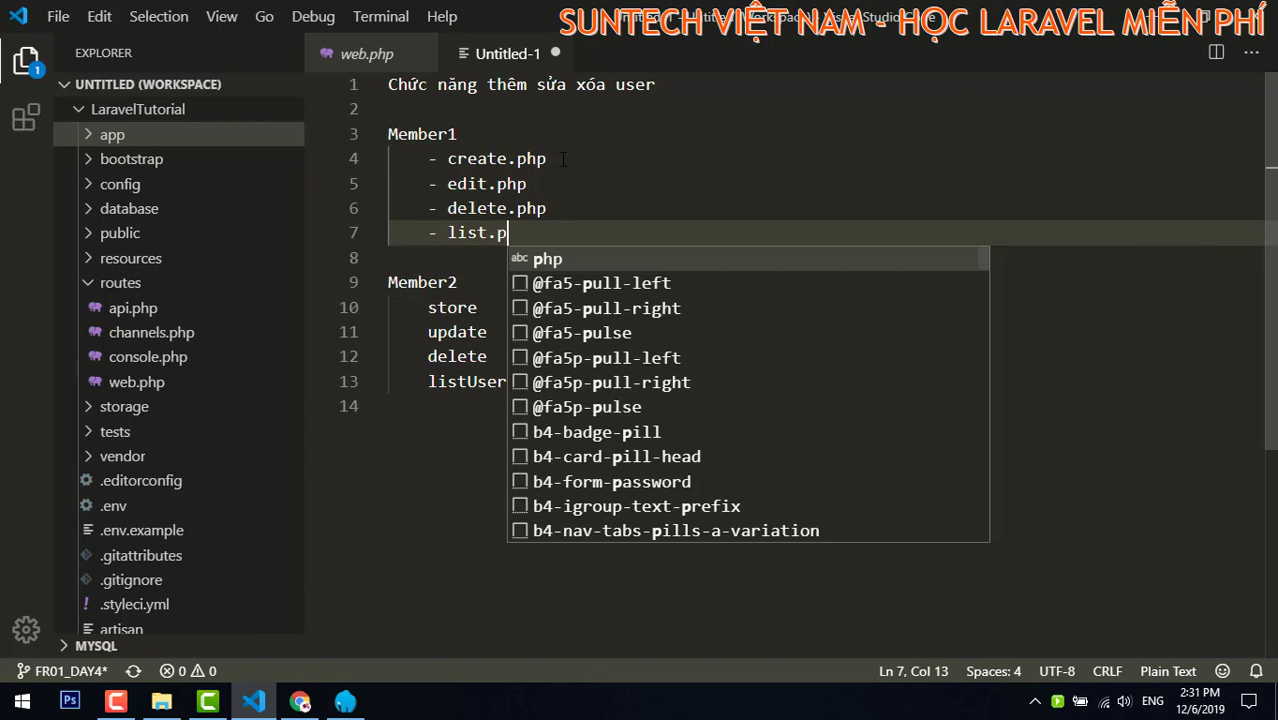 SUNTECH VIỆT NAM - HỌC LARAVEL MIỄN PHÍ
File Edit Selection View Go Debug Terminal Help
EXPLORER
web.php
Untitled-1
UNTITLED (WORKSPACE)
LaravelTutorial
app
bootstrap
config
database
public
resources
routes
api.php
channels.php
console.php
web.php
storage
tests
vendor
.editorconfig
.env
.env.example
.gitattributes
.gitignore
.styleci.yml
artisan
MYSQL
1 Chức năng thêm sửa xóa user
2
3 Member1
4 - create.php
5 - edit.php
6 - delete.php
7 - list.p
8
9 Member2
10 store
11 update
12 delete
13 listUser
14
abc php
@fa5-pull-left
@fa5-pull-right
@fa5-pulse
@fa5p-pull-left
@fa5p-pull-right
@fa5p-pulse
b4-badge-pill
b4-card-pill-head
b4-form-password
b4-igroup-text-prefix
b4-nav-tabs-pills-a-variation
1
FR01_DAY4* 0 0 Ln 7, Col 13 Spaces: 4 UTF-8 CRLF Plain Text
Ps
ENG
2:31 PM
12/6/2019